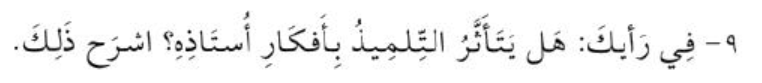 ٩- فِي رَأيكَ: هَل يَتَأَثَّرُ التِّلمِيذُ بِأَفكَارِ أُستَاذِهِ؟ اشرَح ذَلِكَ.